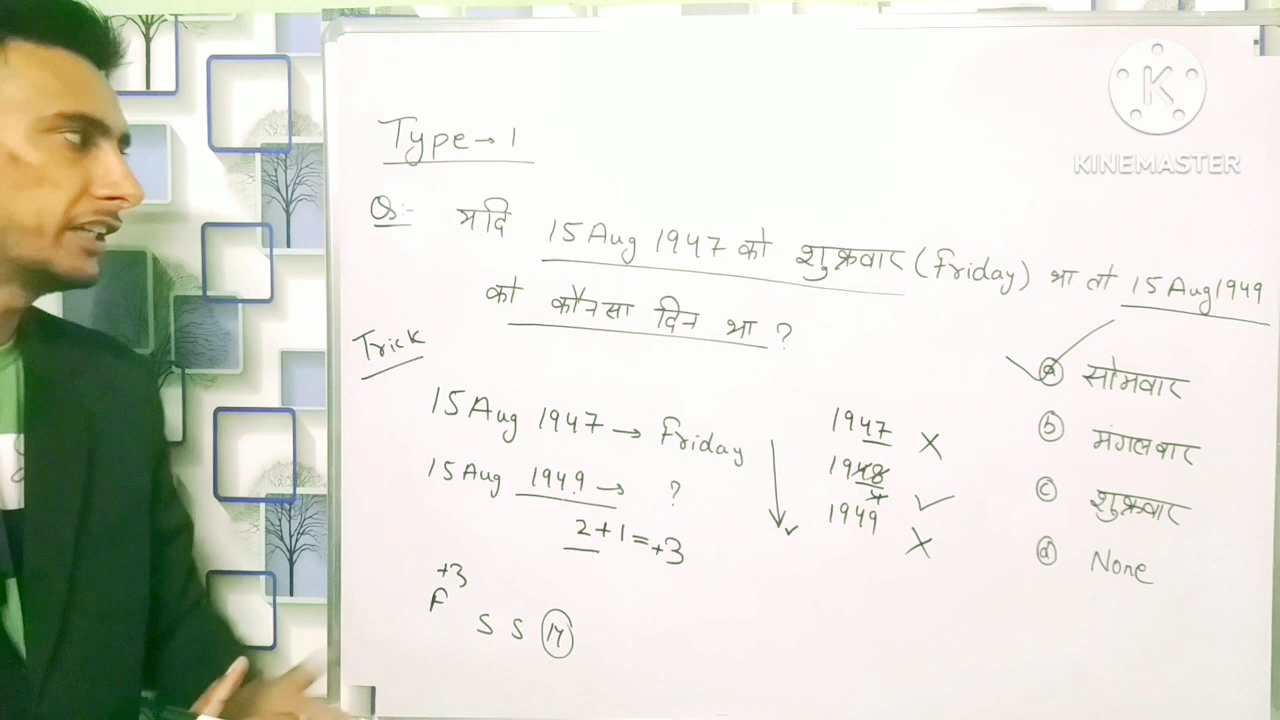 KINEMASTER
Type→1
Q:- यदि 15 Aug 1947 को शुक्रवार (Friday) था तो 15 Aug 1949
को कौनसा दिन था ?
Trick
15 Aug 1947 → Friday
15 Aug 1949 → ?
2+1=+3
+3
F S S M
1947 ×
1948 ✓
4
1949 ×
a सोमवार
b मंगलवार
c शुक्रवार
d None